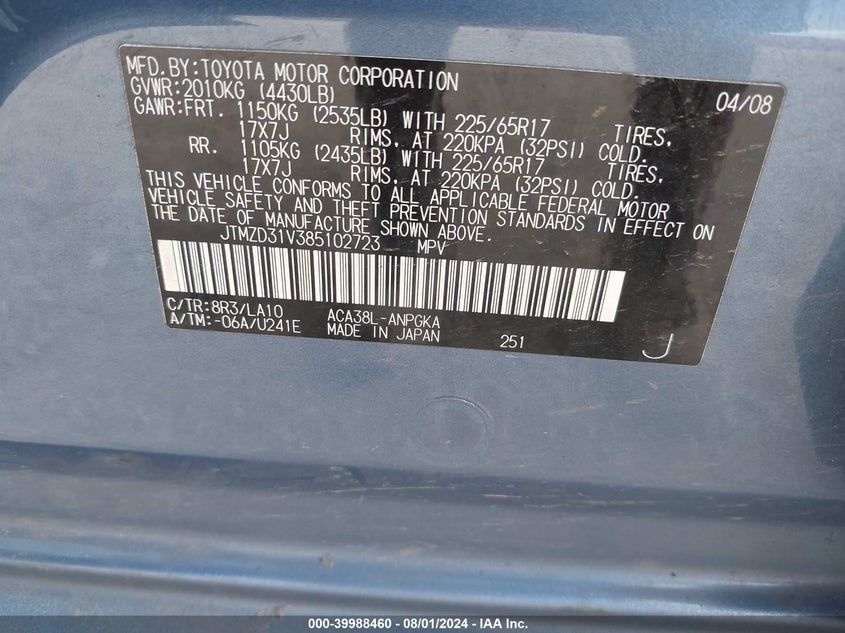 MFD.BY:TOYOTA MOTOR CORPORATION 04/08
GVWR:2010KG (4430LB)
GAWR:FRT. 1150KG (2535LB) WITH 225/65R17 TIRES,
17X7J RIMS, AT 220KPA (32PSI) COLD.
RR. 1105KG (2435LB) WITH 225/65R17 TIRES,
17X7J RIMS, AT 220KPA (32PSI) COLD.
THIS VEHICLE CONFORMS TO ALL APPLICABLE FEDERAL MOTOR
VEHICLE SAFETY AND THEFT PREVENTION STANDARDS IN EFFECT ON
THE DATE OF MANUFACTURE SHOWN ABOVE.
JTMZD31V385102723 MPV
C/TR:8R3/LA10 ACA38L-ANPGKA
A/TM:-06A/U241E MADE IN JAPAN 251 J
000-39988460 - 08/01/2024 - IAA Inc.